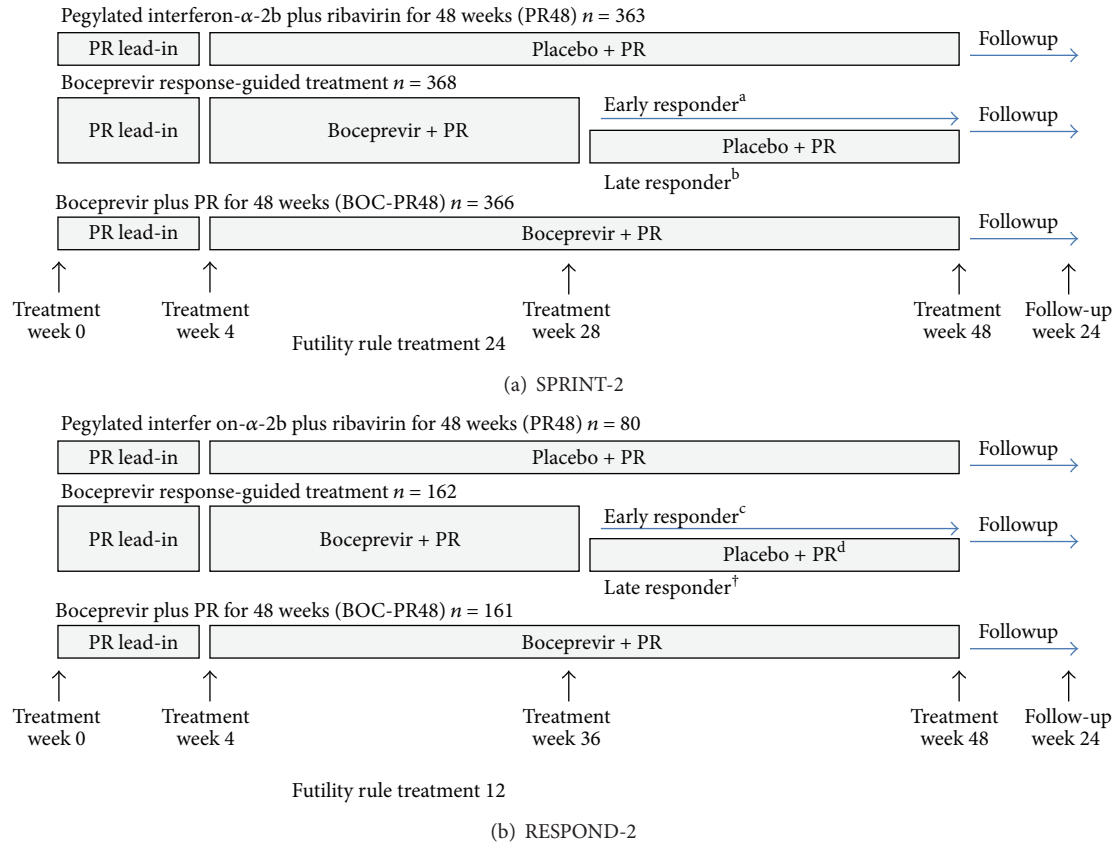 Pegylated interferon-α-2b plus ribavirin for 48 weeks (PR48) n = 363
PR lead-in
Placebo + PR
Followup
Boceprevir response-guided treatment n = 368
PR lead-in
Boceprevir + PR
Early responderᵃ
Placebo + PR
Late responderᵇ
Followup
Boceprevir plus PR for 48 weeks (BOC-PR48) n = 366
PR lead-in
Boceprevir + PR
Followup
Treatment
week 0
Treatment
week 4
Treatment
week 28
Treatment
week 48
Follow-up
week 24
Futility rule treatment 24
(a) SPRINT-2
Pegylated interfer on-α-2b plus ribavirin for 48 weeks (PR48) n = 80
PR lead-in
Placebo + PR
Followup
Boceprevir response-guided treatment n = 162
PR lead-in
Boceprevir + PR
Early responderᶜ
Placebo + PRᵈ
Late responder†
Followup
Boceprevir plus PR for 48 weeks (BOC-PR48) n = 161
PR lead-in
Boceprevir + PR
Followup
Treatment
week 0
Treatment
week 4
Treatment
week 36
Treatment
week 48
Follow-up
week 24
Futility rule treatment 12
(b) RESPOND-2